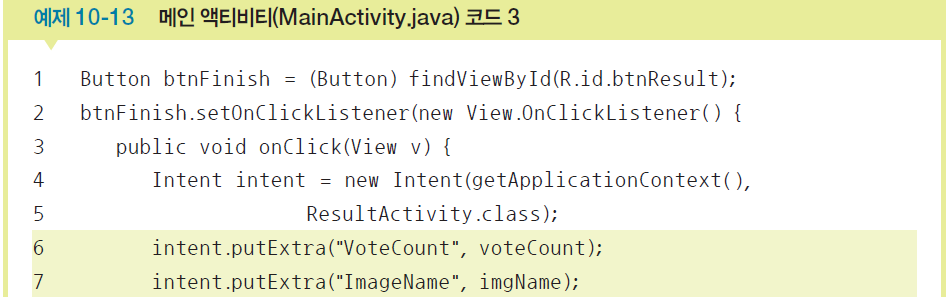 예제 10-13 메인 액티비티(MainActivity.java) 코드 3
1 Button btnFinish = (Button) findViewById(R.id.btnResult);
2 btnFinish.setOnClickListener(new View.OnClickListener() {
3 public void onClick(View v) {
4 Intent intent = new Intent(getApplicationContext(),
5 ResultActivity.class);
6 intent.putExtra("VoteCount", voteCount);
7 intent.putExtra("ImageName", imgName);